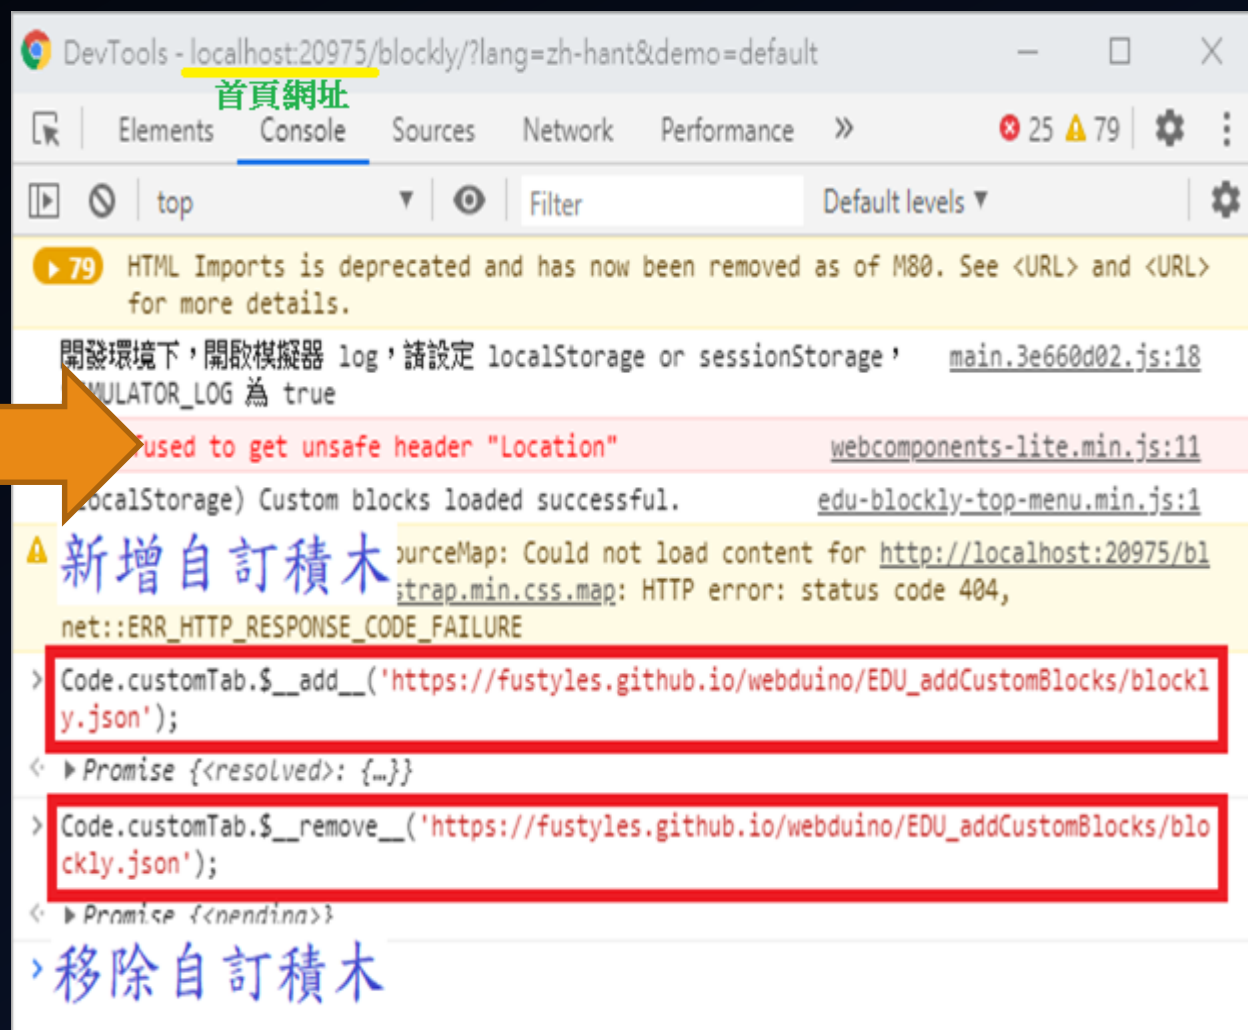 DevTools - localhost:20975/blockly/?lang=zh-hant&demo=default
首頁網址
Elements Console Sources Network Performance » 25 79
top Filter Default levels
79 HTML Imports is deprecated and has now been removed as of M80. See <URL> and <URL>
for more details.
開發環境下，開啟模擬器 log，請設定 localStorage or sessionStorage， main.3e660d02.js:18
MULATOR_LOG 為 true
fused to get unsafe header "Location" webcomponents-lite.min.js:11
ocalStorage) Custom blocks loaded successful. edu-blockly-top-menu.min.js:1
新增自訂積木
ourceMap: Could not load content for http://localhost:20975/bl
strap.min.css.map: HTTP error: status code 404,
net::ERR_HTTP_RESPONSE_CODE_FAILURE
Code.customTab.$__add__('https://fustyles.github.io/webduino/EDU_addCustomBlocks/blockl
y.json');
Promise {<resolved>: {…}}
Code.customTab.$__remove__('https://fustyles.github.io/webduino/EDU_addCustomBlocks/blo
ckly.json');
Promise {<pending>}
移除自訂積木